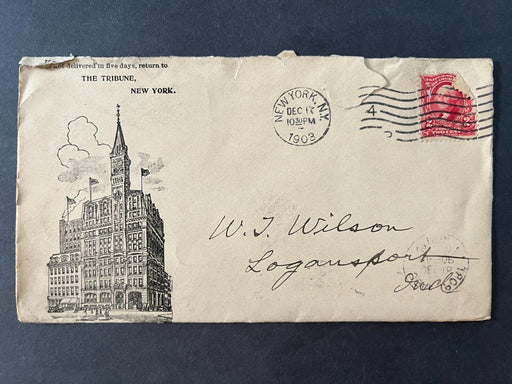 not delivered in five days, return to
THE TRIBUNE,
NEW YORK.
NEW YORK, N.Y.
DEC
10 30 PM
1903
4
W. T. Wilson
Logansport
Ind